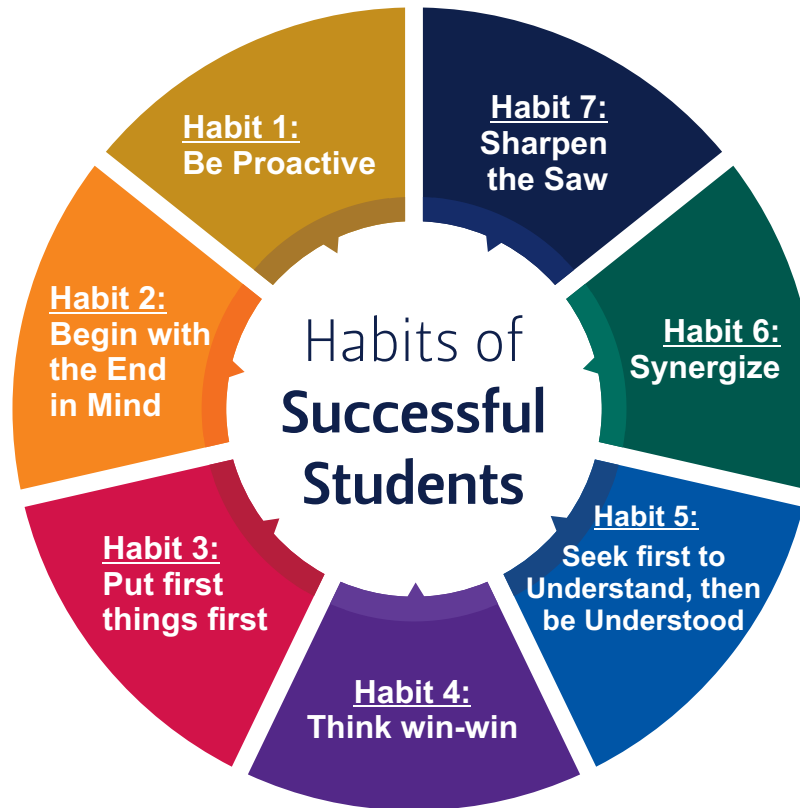 Habits of
Successful
Students
Habit 1:
Be Proactive
Habit 2:
Begin with
the End
in Mind
Habit 3:
Put first
things first
Habit 4:
Think win-win
Habit 5:
Seek first to
Understand, then
be Understood
Habit 6:
Synergize
Habit 7:
Sharpen
the Saw